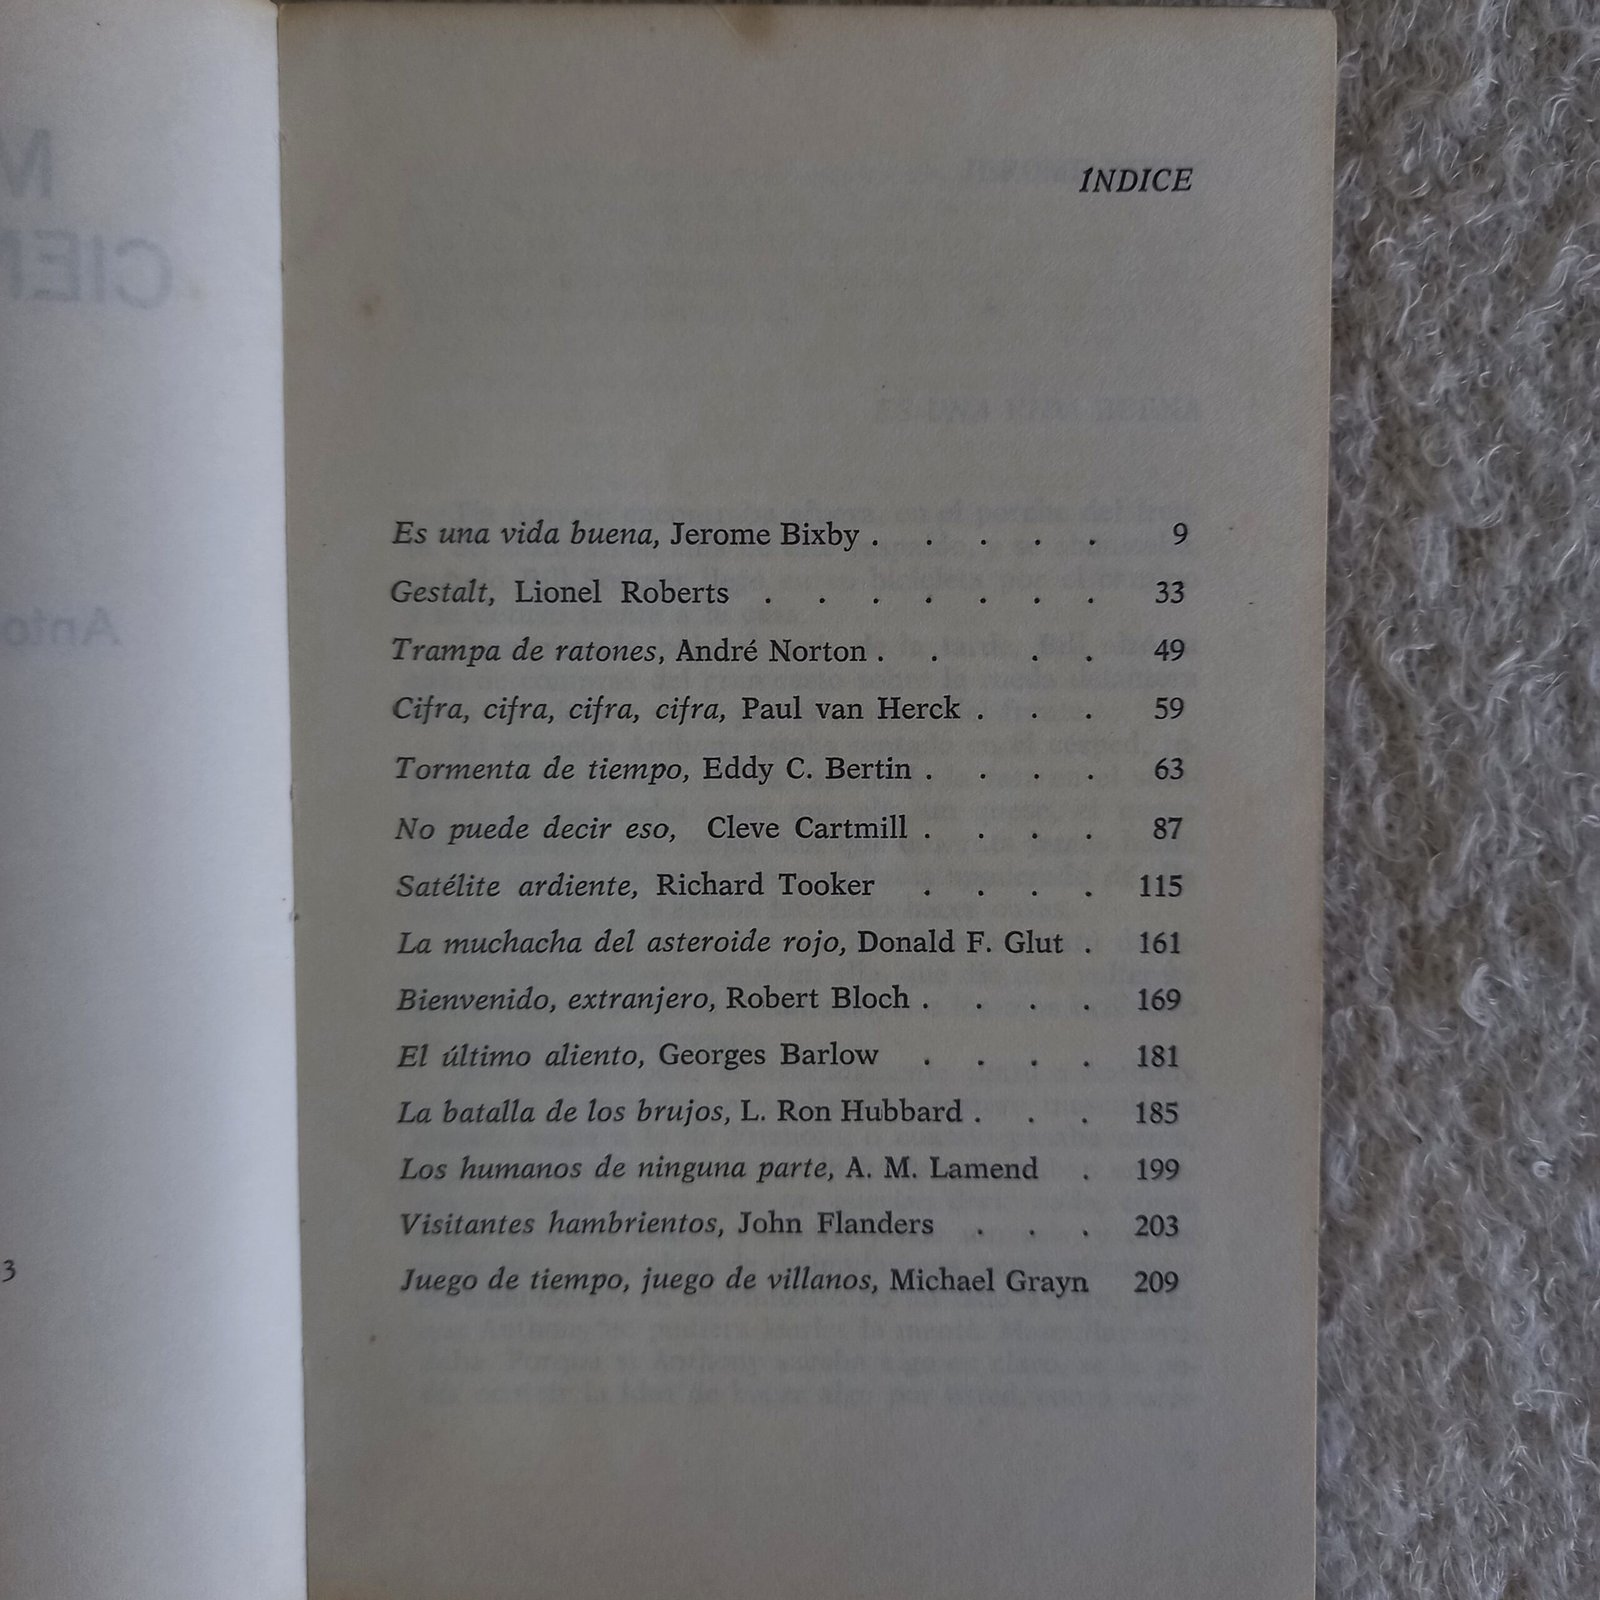 ÍNDICE
Es una vida buena, Jerome Bixby . . . . . 9
Gestalt, Lionel Roberts . . . . . . . 33
Trampa de ratones, André Norton . . . . 49
Cifra, cifra, cifra, cifra, Paul van Herck . . . 59
Tormenta de tiempo, Eddy C. Bertin . . . . 63
No puede decir eso, Cleve Cartmill . . . . 87
Satélite ardiente, Richard Tooker . . . . 115
La muchacha del asteroide rojo, Donald F. Glut . 161
Bienvenido, extranjero, Robert Bloch . . . . 169
El último aliento, Georges Barlow . . . . 181
La batalla de los brujos, L. Ron Hubbard . . . 185
Los humanos de ninguna parte, A. M. Lamend . 199
Visitantes hambrientos, John Flanders . . . 203
Juego de tiempo, juego de villanos, Michael Grayn 209
3